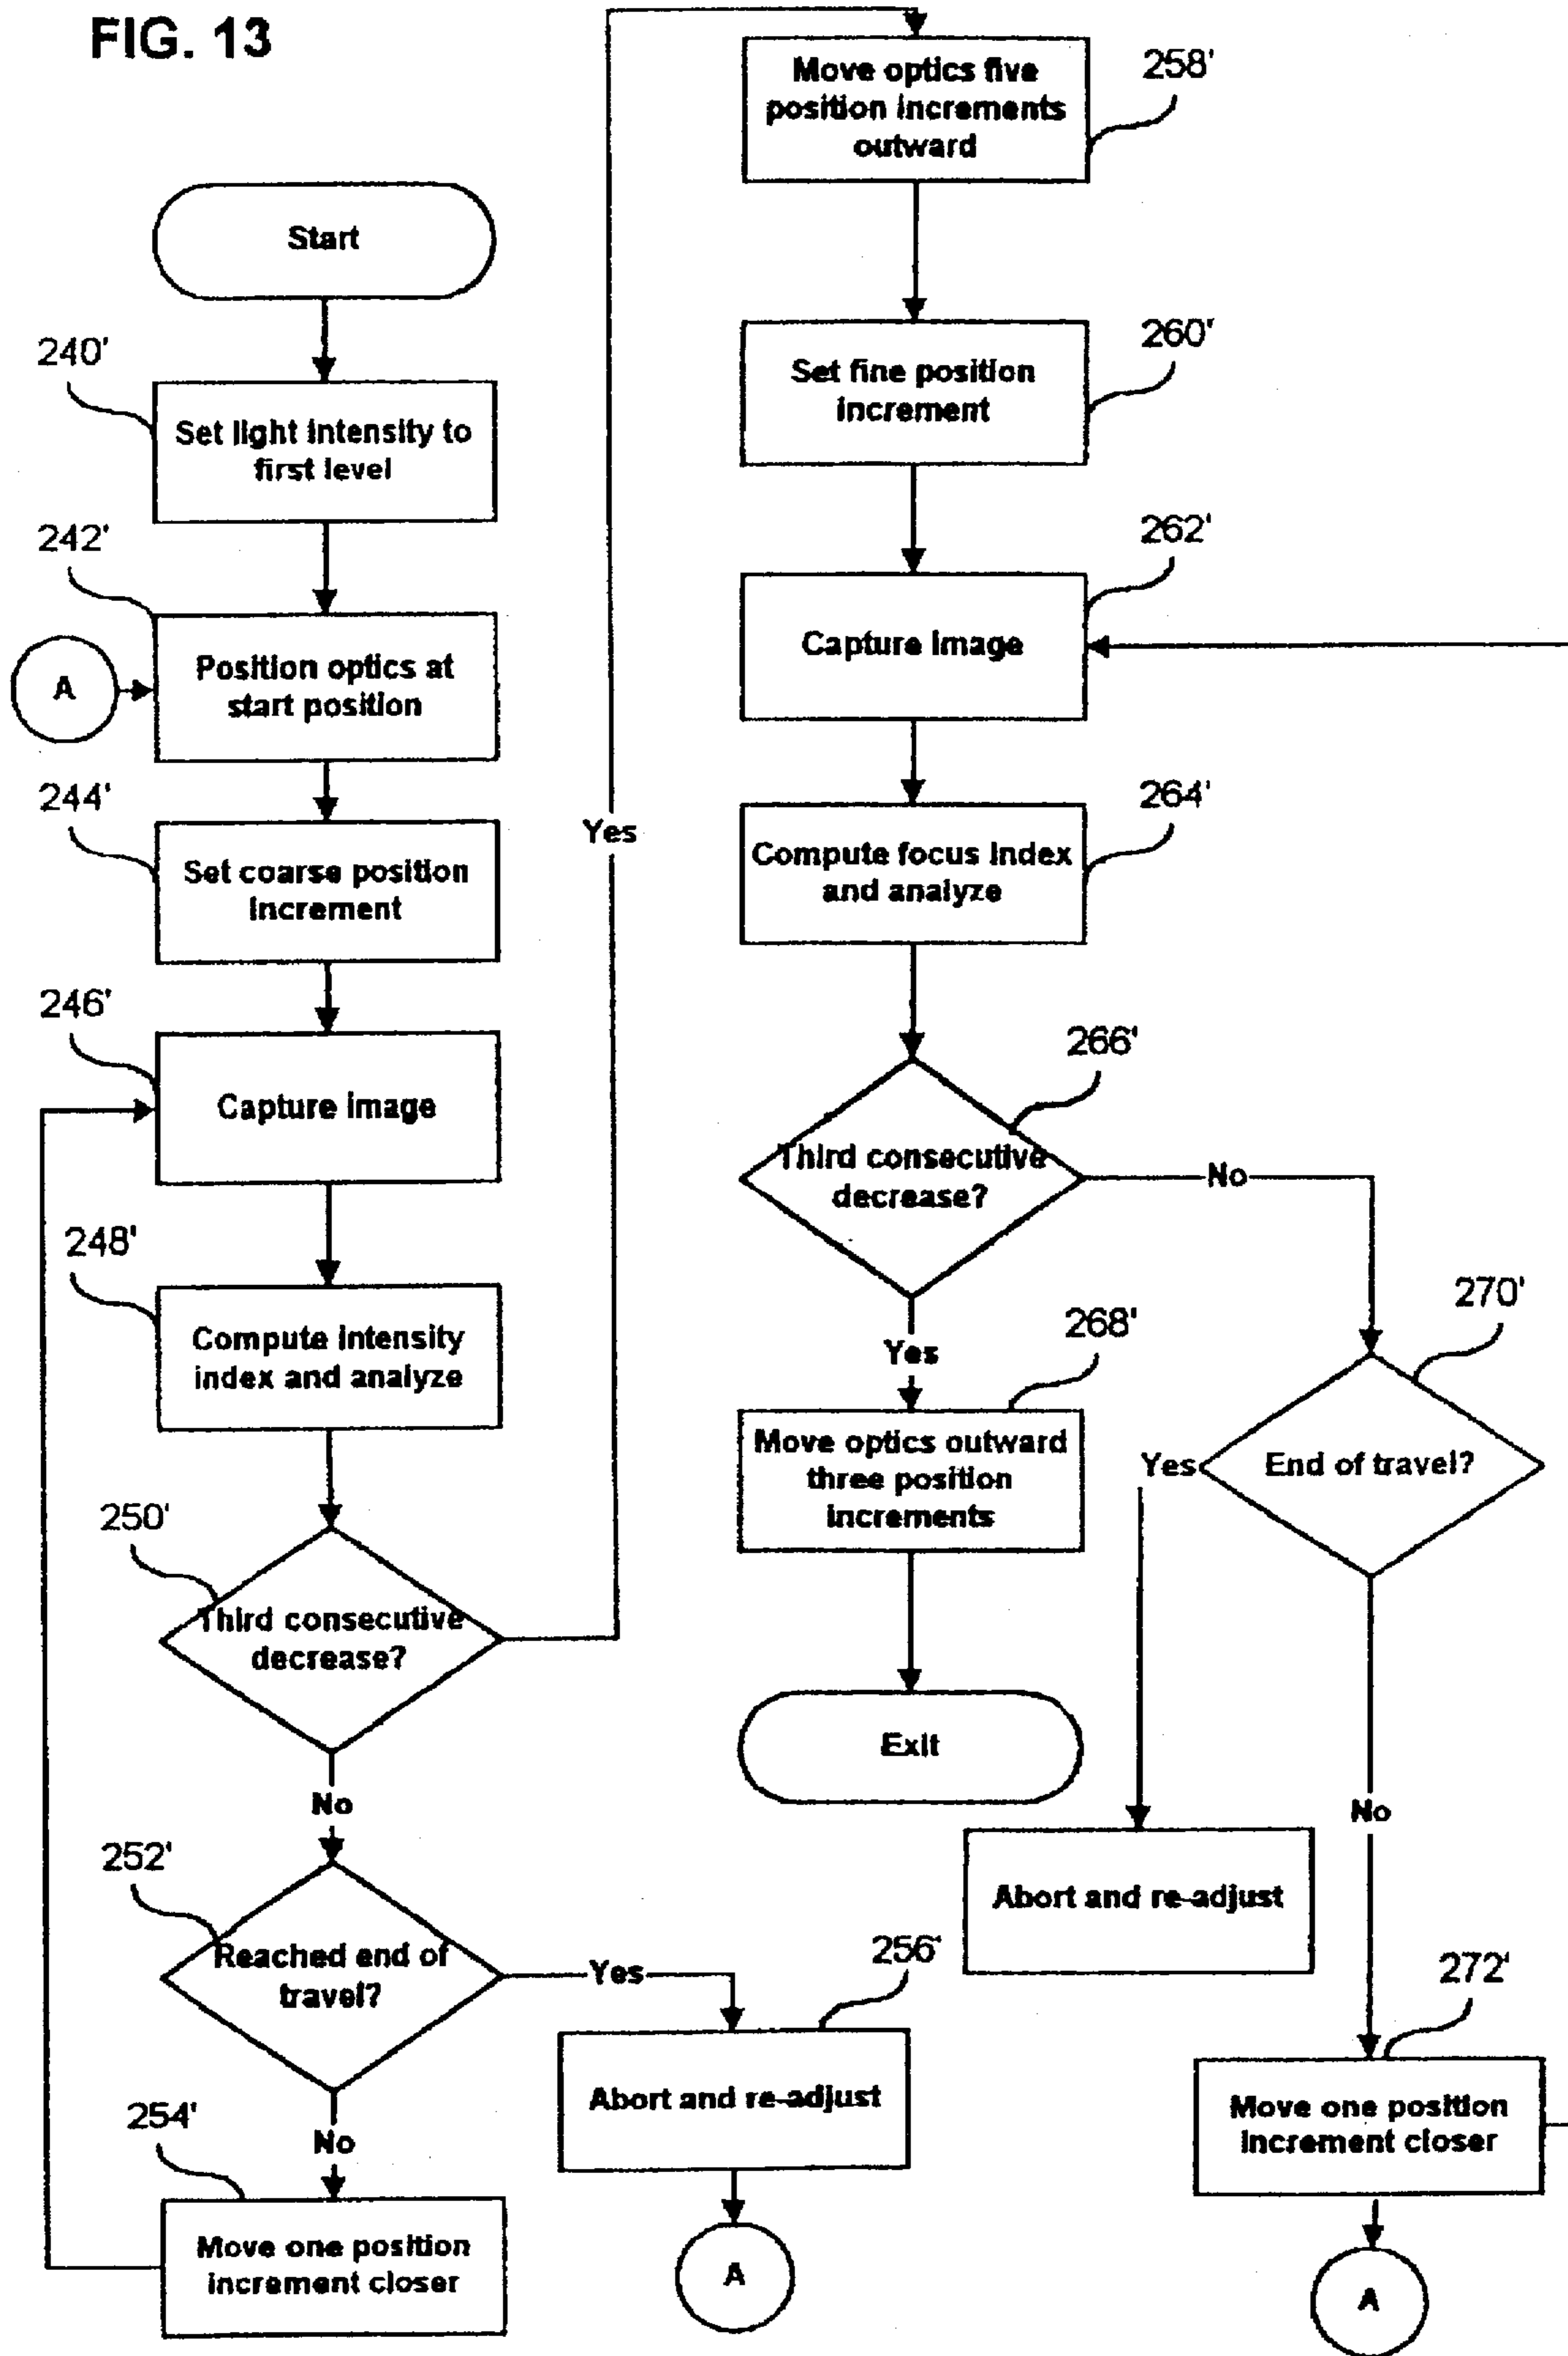 FIG. 13
Start
240'
Set light intensity to
first level
242'
A
Position optics at
start position
244'
Set coarse position
increment
246'
Capture image
248'
Compute intensity
index and analyze
250'
Third consecutive
decrease?
Yes
No
252'
Reached end of
travel?
Yes
256'
Abort and re-adjust
A
No
254'
Move one position
increment closer
258'
Move optics five
position increments
outward
260'
Set fine position
increment
262'
Capture image
264'
Compute focus index
and analyze
266'
Third consecutive
decrease?
No
Yes
268'
Move optics outward
three position
increments
Exit
270'
End of travel?
Yes
Abort and re-adjust
No
272'
Move one position
increment closer
A